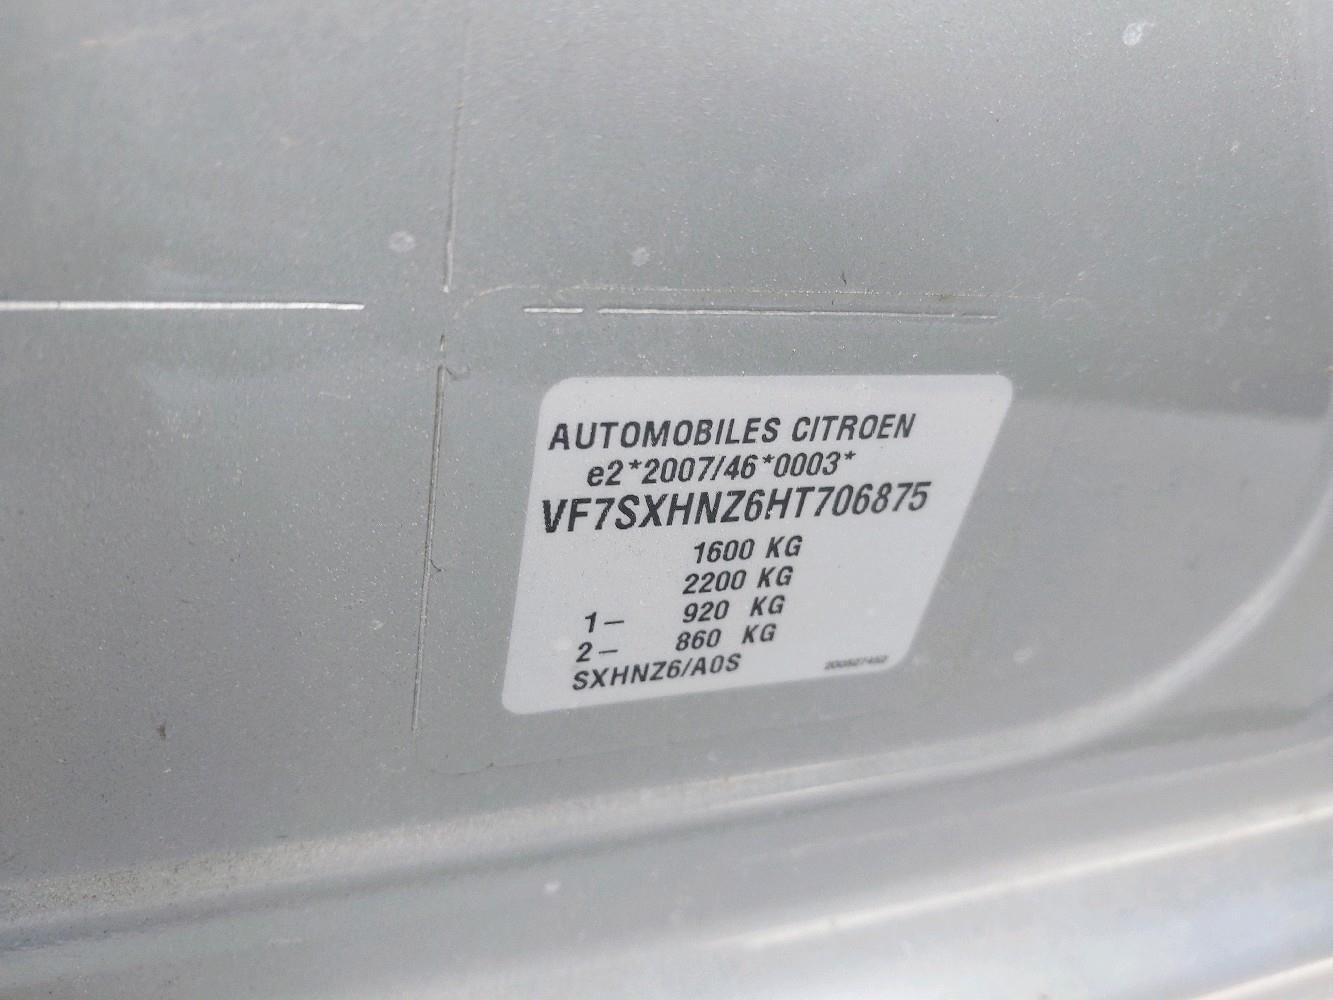 AUTOMOBILES CITROEN
e2*2007/46*0003*
VF7SXHNZ6HT706875
1600 KG
2200 KG
1– 920 KG
2– 860 KG
SXHNZ6/A0S